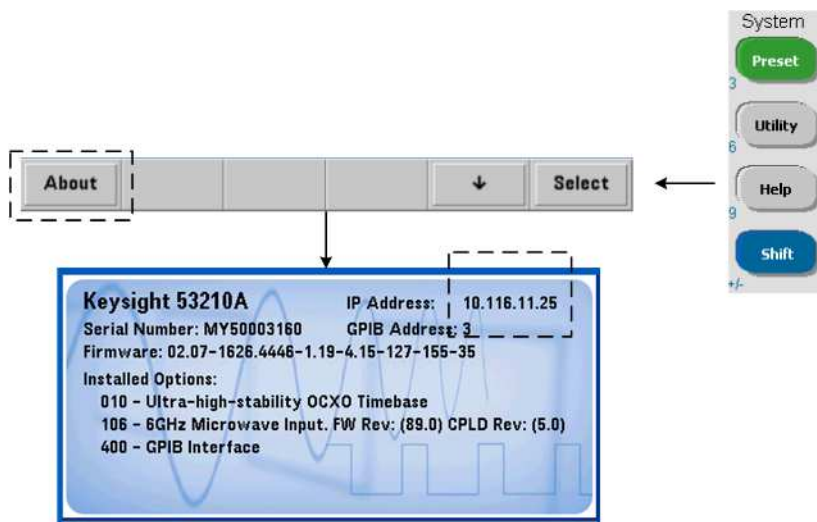 System
Preset
3
Utility
6
Help
9
Shift
+/-
About ↓ Select
Keysight 53210A IP Address: 10.116.11.25
Serial Number: MY50003160 GPIB Address: 3
Firmware: 02.07-1626.4446-1.19-4.15-127-155-35
Installed Options:
010 - Ultra-high-stability OCXO Timebase
106 - 6GHz Microwave Input. FW Rev: (89.0) CPLD Rev: (5.0)
400 - GPIB Interface